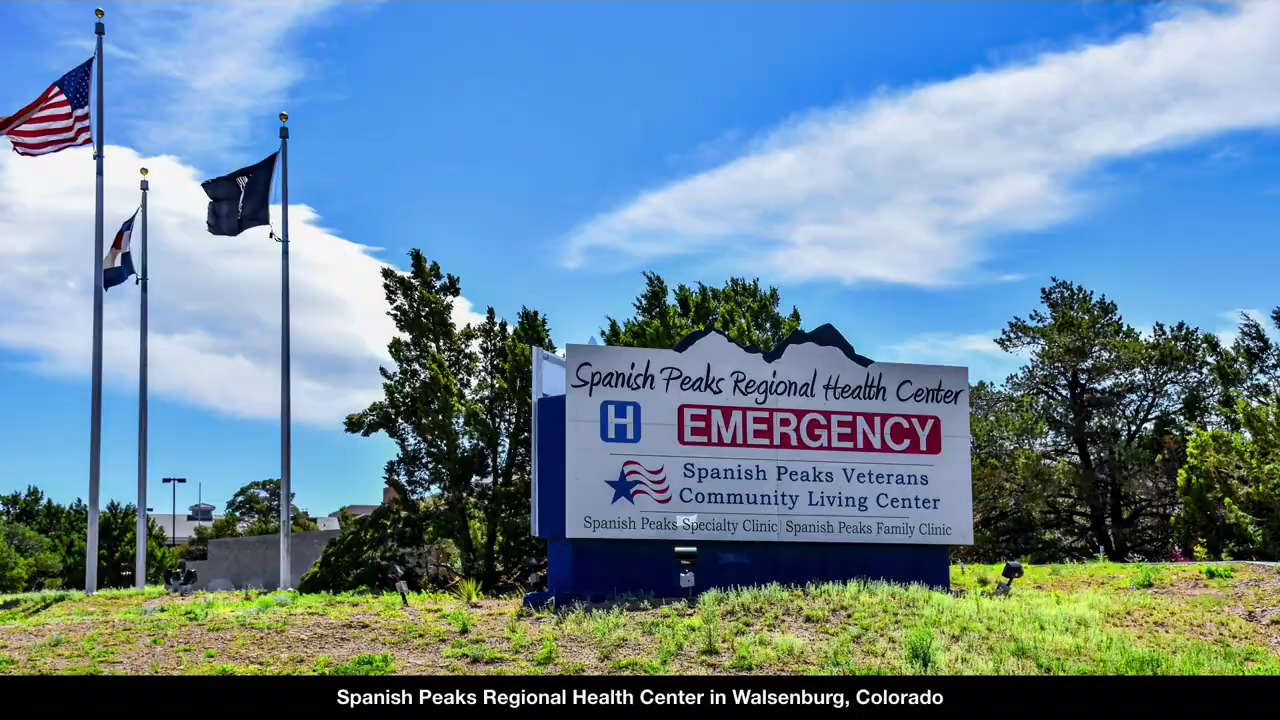 Spanish Peaks Regional Health Center
H EMERGENCY
Spanish Peaks Veterans
Community Living Center
Spanish Peaks Specialty Clinic | Spanish Peaks Family Clinic
Spanish Peaks Regional Health Center in Walsenburg, Colorado